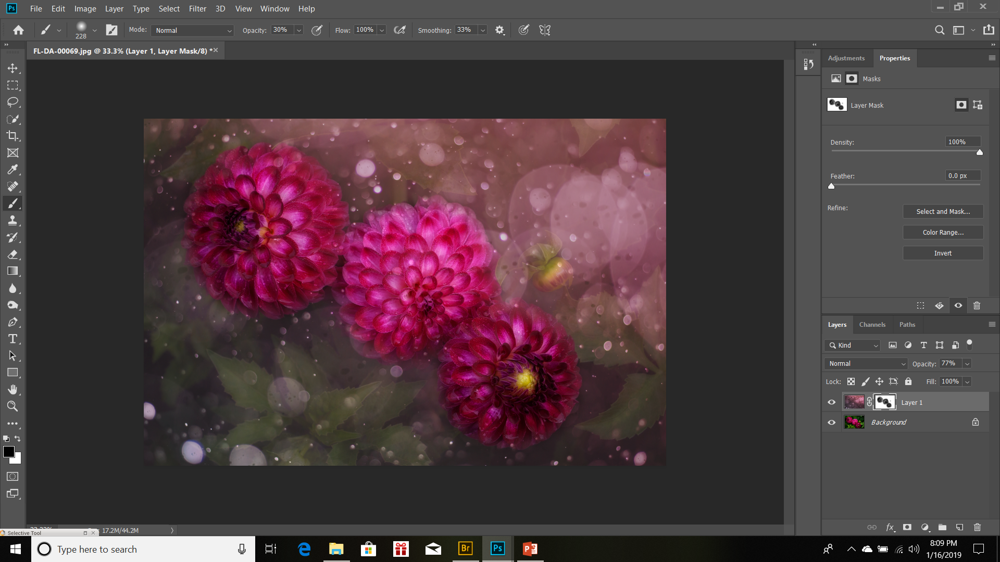 Ps File Edit Image Layer Type Select Filter 3D View Window Help
228 Mode: Normal Opacity: 30% Flow: 100% Smoothing: 33%
FL-DA-00069.jpg @ 33.3% (Layer 1, Layer Mask/8) *
Adjustments Properties
Masks
Layer Mask
Density: 100%
Feather: 0.0 px
Refine: Select and Mask...
Color Range...
Invert
Layers Channels Paths
Kind
Normal Opacity: 77%
Lock: Fill: 100%
Layer 1
Background
fx
17.2M/44.2M
Selective Tool
Type here to search
Br Ps
8:09 PM
1/16/2019